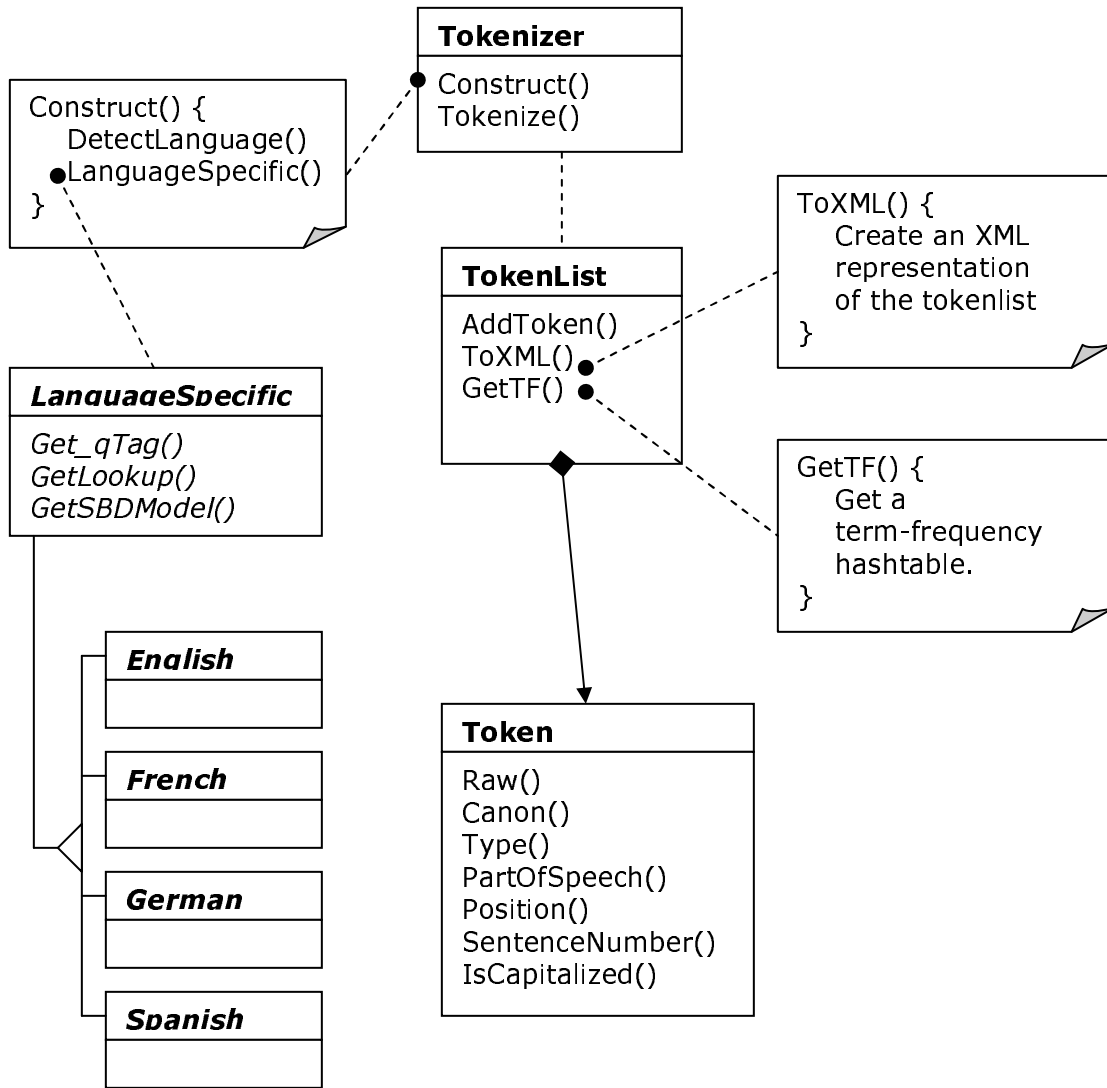 Tokenizer
Construct()
Tokenize()
Construct() {
DetectLanguage()
LanguageSpecific()
}
TokenList
AddToken()
ToXML()
GetTF()
ToXML() {
Create an XML
representation
of the tokenlist
}
LanguageSpecific
Get_qTag()
GetLookup()
GetSBDModel()
GetTF() {
Get a
term-frequency
hashtable.
}
English
French
German
Spanish
Token
Raw()
Canon()
Type()
PartOfSpeech()
Position()
SentenceNumber()
IsCapitalized()